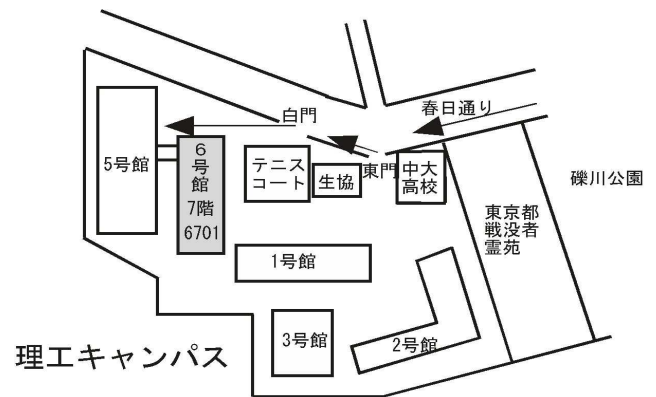 白門
春日通り
5号館
6
号
館
7階
6701
テニス
コート
生協
東門
中大
高校
礫川公園
東京都
戦没者
霊苑
1号館
3号館
2号館
理工キャンパス